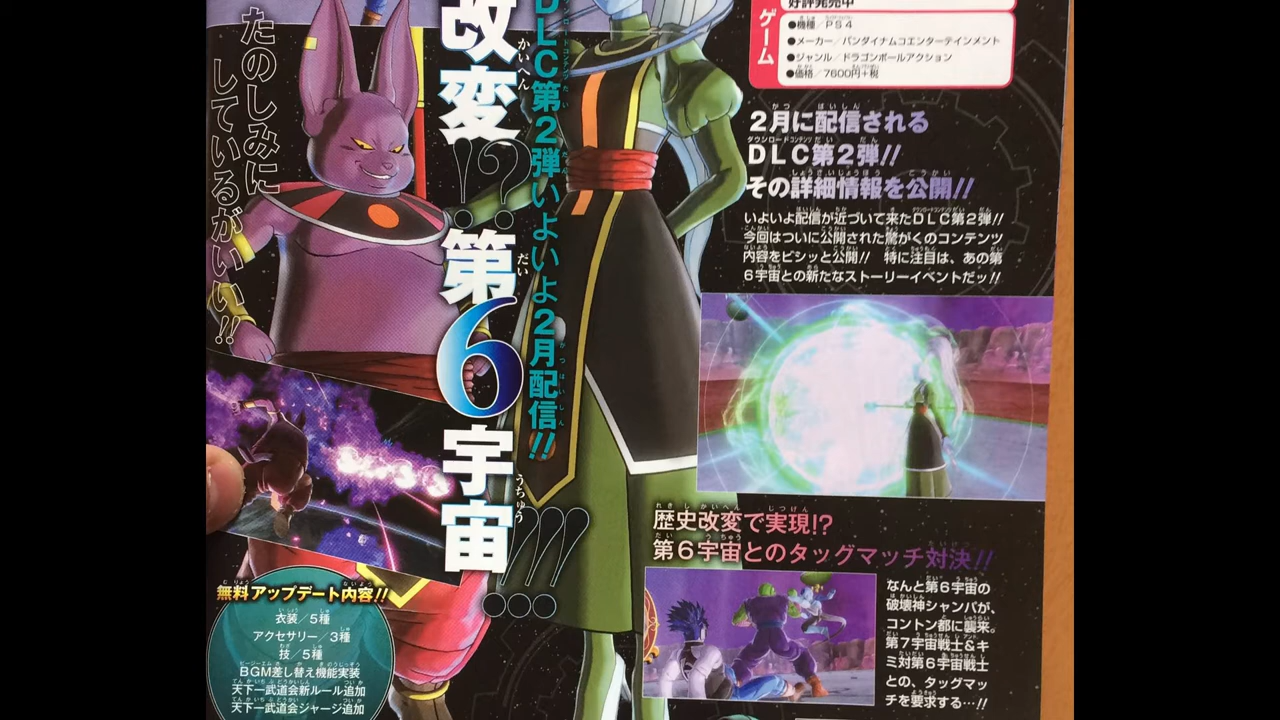 好評発売中
ゲーム
●機種/PS4
●メーカー/バンダイナムコエンターテインメント
●ジャンル/ドラゴンボールアクション
●価格/7600円+税
改変!?第6宇宙!!!
DLC第2弾いよいよ2月配信!!
たのしみに
しているがいい!!
2月に配信される
DLC第2弾!!
その詳細情報を公開!!
いよいよ配信が近づいて来たDLC第2弾!!
今回はついに公開された驚がくのコンテンツ
内容をビシッと公開!! 特に注目は、あの第
6宇宙との新たなストーリーイベントだッ!!
歴史改変で実現!?
第6宇宙とのタッグマッチ対決!!
なんと第6宇宙の
破壊神シャンパが、
コントン都に襲来。
第7宇宙戦士&キ
ミ対第6宇宙戦士
との、タッグマッ
チを要求する…!!
無料アップデート内容!!
衣装/5種
アクセサリー/3種
技/5種
BGM差し替え機能実装
天下一武道会新ルール追加
天下一武道会ジャージ追加